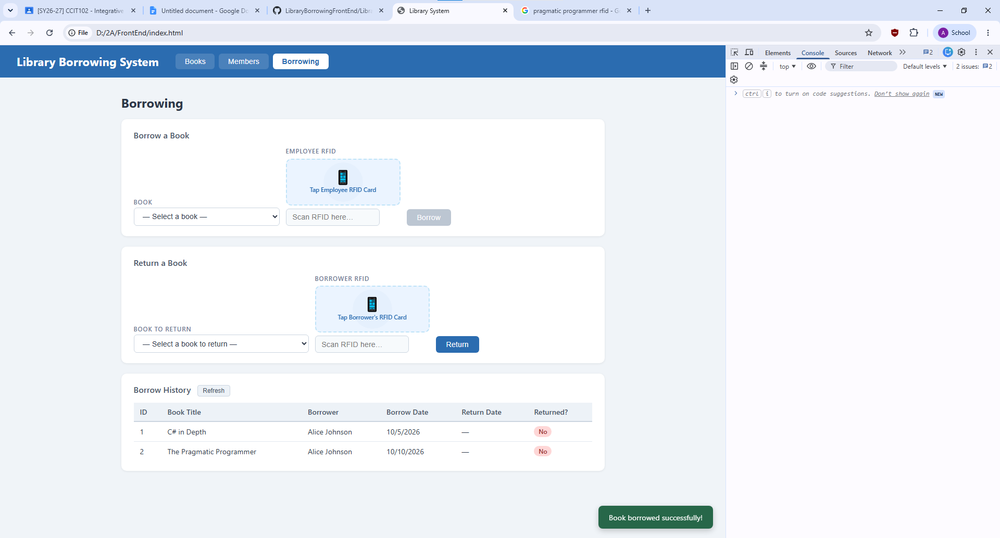 [SY26-27] CCIT102 - Integrative
Untitled document - Google Do
LibraryBorrowingFrontEnd/Libra
Library System
pragmatic programmer rfid - G
File
D:/2A/FrontEnd/index.html
A
School
Library Borrowing System
Books
Members
Borrowing
Elements
Console
Sources
Network
2
top
Filter
Default levels
2 issues:
2
ctrl i to turn on code suggestions. Don't show again NEW
Borrowing
Borrow a Book
EMPLOYEE RFID
Tap Employee RFID Card
BOOK
— Select a book —
Scan RFID here...
Borrow
Return a Book
BORROWER RFID
Tap Borrower's RFID Card
BOOK TO RETURN
— Select a book to return —
Scan RFID here...
Return
Borrow History
Refresh
ID Book Title Borrower Borrow Date Return Date Returned?
1 C# in Depth Alice Johnson 10/5/2026 — No
2 The Pragmatic Programmer Alice Johnson 10/10/2026 — No
Book borrowed successfully!